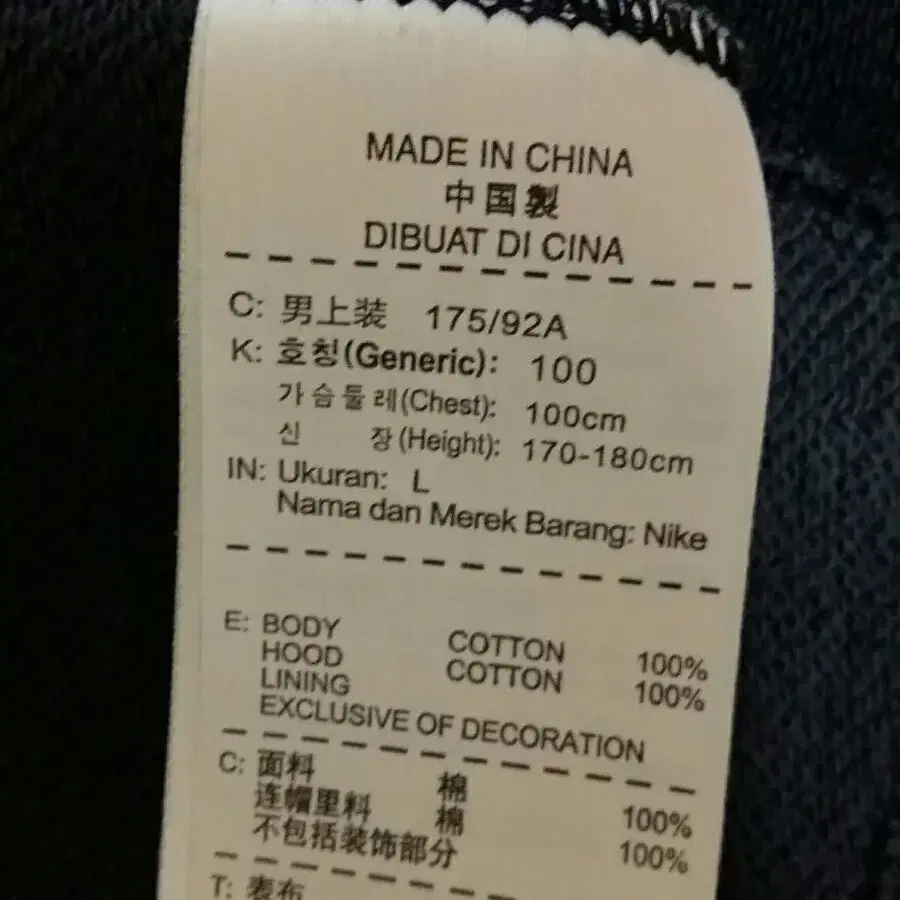 MADE IN CHINA
中国製
DIBUAT DI CINA
C: 男上装 175/92A
K: 호칭(Generic): 100
가슴둘레(Chest): 100cm
신 장(Height): 170-180cm
IN: Ukuran: L
Nama dan Merek Barang: Nike
E: BODY COTTON 100%
HOOD COTTON 100%
LINING
EXCLUSIVE OF DECORATION
C: 面料 棉 100%
连帽里料 棉 100%
不包括装饰部分
T: 表布